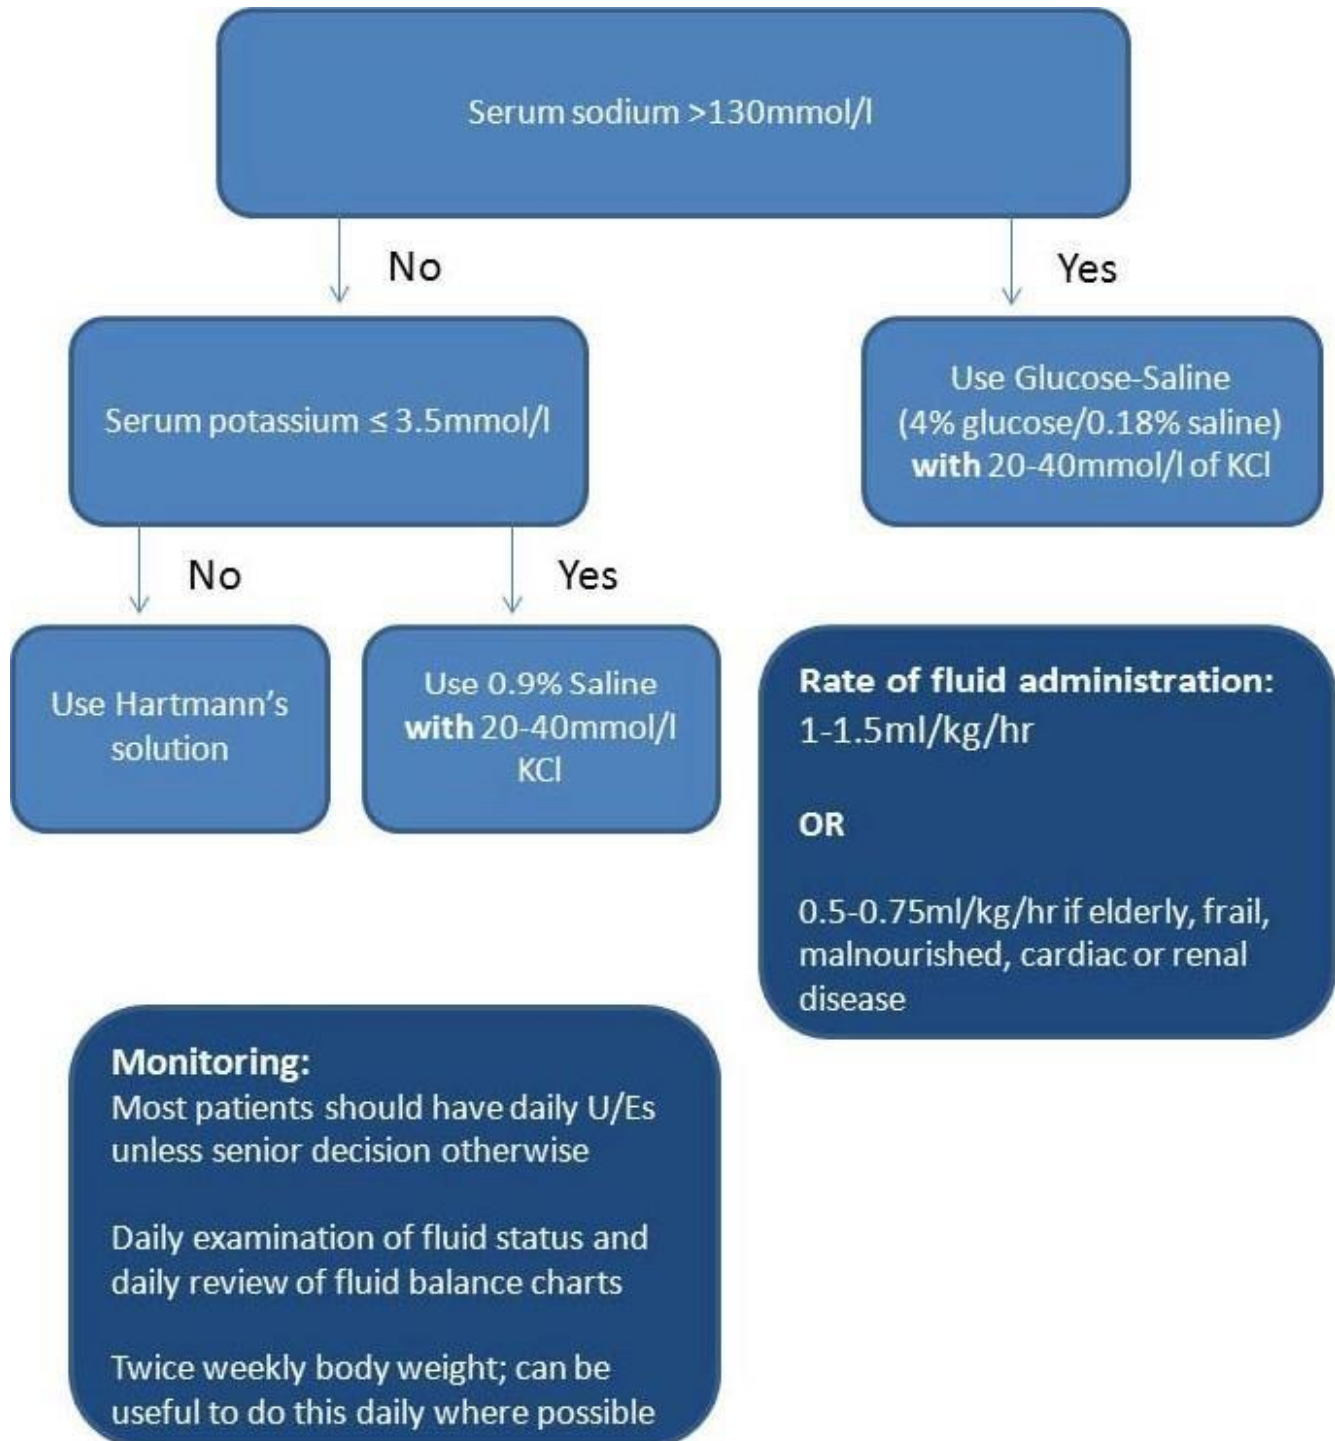 Serum sodium >130mmol/l
No
Yes
Serum potassium ≤ 3.5mmol/l
Use Glucose-Saline
(4% glucose/0.18% saline)
with 20-40mmol/l of KCl
No
Yes
Use Hartmann's
solution
Use 0.9% Saline
with 20-40mmol/l
KCl
Rate of fluid administration:
1-1.5ml/kg/hr
OR
0.5-0.75ml/kg/hr if elderly, frail,
malnourished, cardiac or renal
disease
Monitoring:
Most patients should have daily U/Es
unless senior decision otherwise
Daily examination of fluid status and
daily review of fluid balance charts
Twice weekly body weight; can be
useful to do this daily where possible